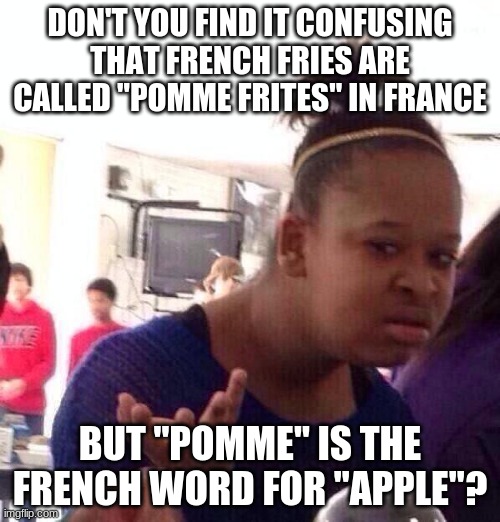 DON'T YOU FIND IT CONFUSING
THAT FRENCH FRIES ARE
CALLED "POMME FRITES" IN FRANCE
BUT "POMME" IS THE
FRENCH WORD FOR "APPLE"?
imgflip.com